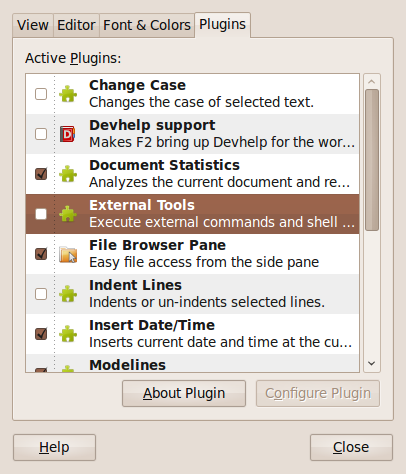 View Editor Font & Colors Plugins
Active Plugins:
Change Case
Changes the case of selected text.
Devhelp support
Makes F2 bring up Devhelp for the wor...
Document Statistics
Analyzes the current document and re...
External Tools
Execute external commands and shell ...
File Browser Pane
Easy file access from the side pane
Indent Lines
Indents or un-indents selected lines.
Insert Date/Time
Inserts current date and time at the cu...
Modelines
About Plugin Configure Plugin
Help Close